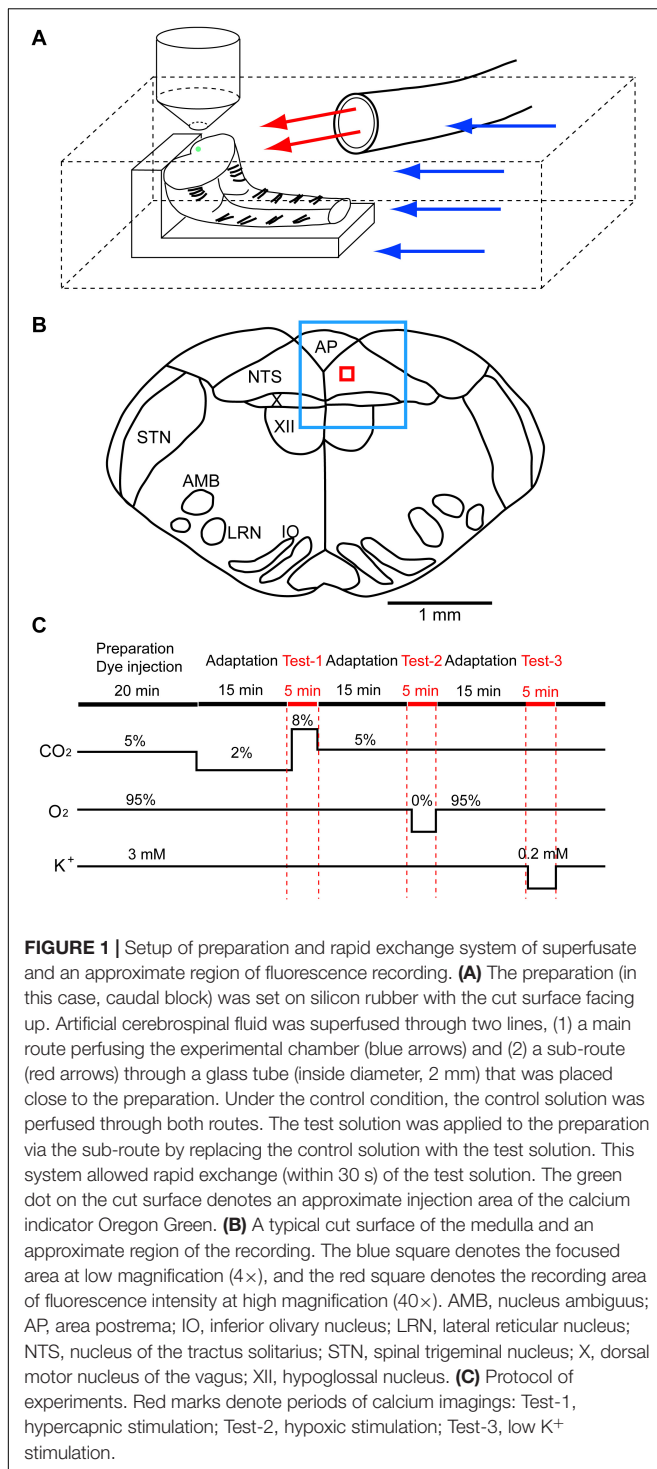 A
B
AP
NTS
X
XII
STN
AMB
LRN
IO
1 mm
C
Preparation
Dye injection
Adaptation Test-1 Adaptation Test-2 Adaptation Test-3
20 min 15 min 5 min 15 min 5 min 15 min 5 min
8%
CO2 5% 2% 5%
O2 95% 0% 95%
K+ 3 mM 0.2 mM
FIGURE 1 | Setup of preparation and rapid exchange system of superfusate
and an approximate region of fluorescence recording. (A) The preparation (in
this case, caudal block) was set on silicon rubber with the cut surface facing
up. Artificial cerebrospinal fluid was superfused through two lines, (1) a main
route perfusing the experimental chamber (blue arrows) and (2) a sub-route
(red arrows) through a glass tube (inside diameter, 2 mm) that was placed
close to the preparation. Under the control condition, the control solution was
perfused through both routes. The test solution was applied to the preparation
via the sub-route by replacing the control solution with the test solution. This
system allowed rapid exchange (within 30 s) of the test solution. The green
dot on the cut surface denotes an approximate injection area of the calcium
indicator Oregon Green. (B) A typical cut surface of the medulla and an
approximate region of the recording. The blue square denotes the focused
area at low magnification (4×), and the red square denotes the recording area
of fluorescence intensity at high magnification (40×). AMB, nucleus ambiguus;
AP, area postrema; IO, inferior olivary nucleus; LRN, lateral reticular nucleus;
NTS, nucleus of the tractus solitarius; STN, spinal trigeminal nucleus; X, dorsal
motor nucleus of the vagus; XII, hypoglossal nucleus. (C) Protocol of
experiments. Red marks denote periods of calcium imagings: Test-1,
hypercapnic stimulation; Test-2, hypoxic stimulation; Test-3, low K+
stimulation.